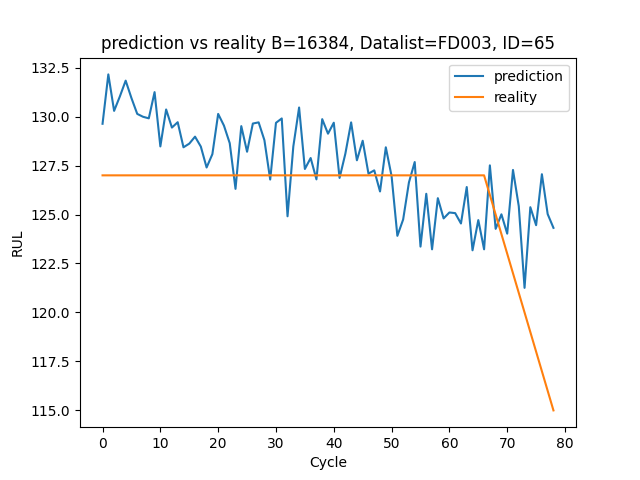 prediction vs reality B=16384, Datalist=FD003, ID=65
132.5
130.0
127.5
125.0
122.5
120.0
117.5
115.0
RUL
prediction
reality
0 10 20 30 40 50 60 70 80
Cycle